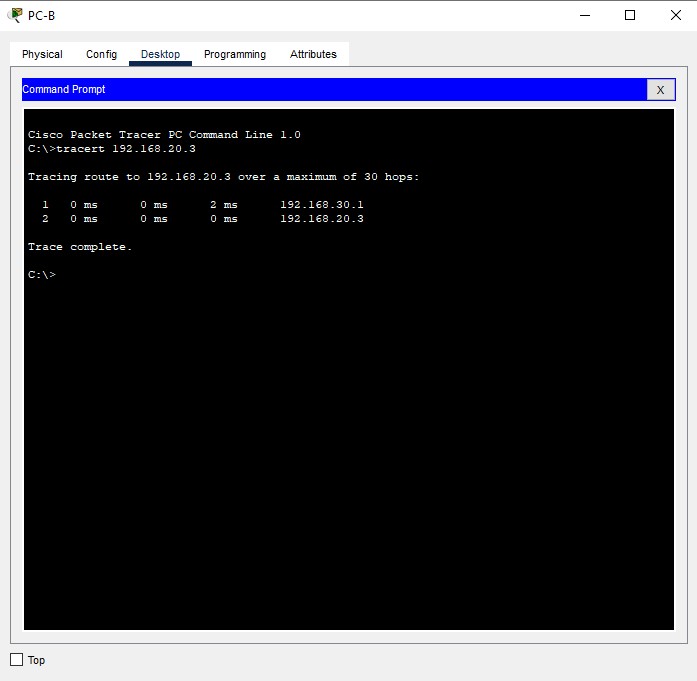 PC-B
Physical Config Desktop Programming Attributes
Command Prompt X
Cisco Packet Tracer PC Command Line 1.0
C:\>tracert 192.168.20.3
Tracing route to 192.168.20.3 over a maximum of 30 hops:
1 0 ms 0 ms 2 ms 192.168.30.1
2 0 ms 0 ms 0 ms 192.168.20.3
Trace complete.
C:\>
Top